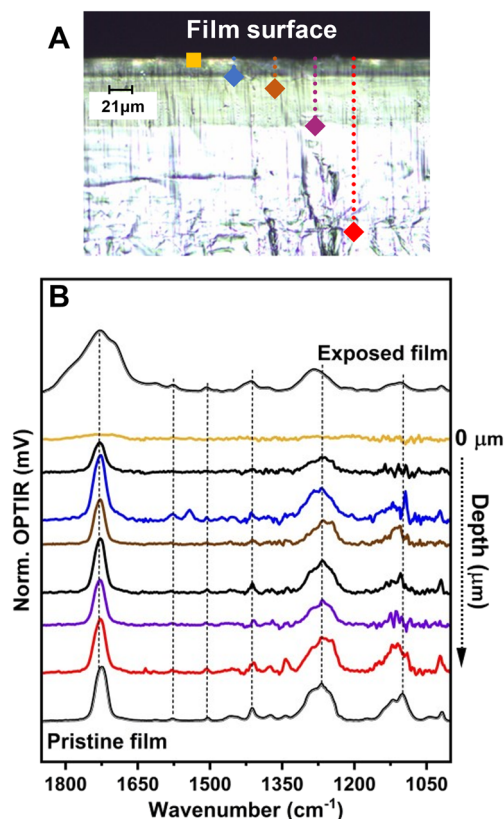 A
Film surface
21μm
B
Exposed film
0 μm
Depth (μm)
Norm. OPTIR (mV)
Pristine film
1800 1650 1500 1350 1200 1050
Wavenumber (cm⁻¹)